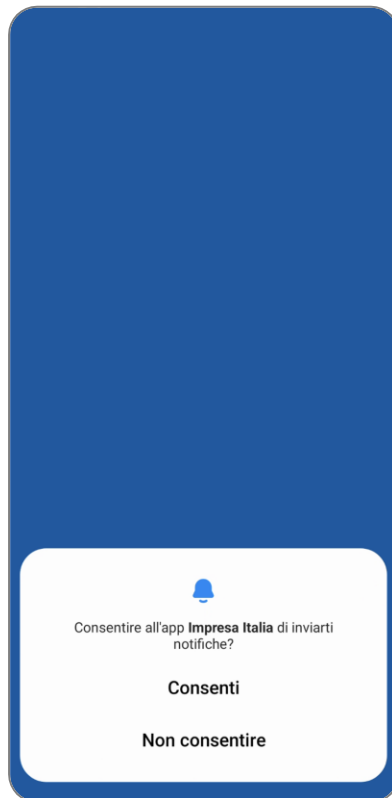 Consentire all'app Impresa Italia di inviarti
notifiche?
Consenti
Non consentire